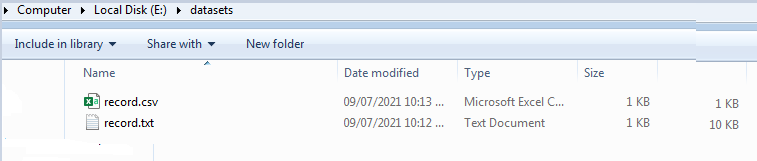 Computer Local Disk (E:) datasets
Include in library Share with New folder
Name Date modified Type Size
record.csv 09/07/2021 10:13 ... Microsoft Excel C... 1 KB 1 KB
record.txt 09/07/2021 10:12 ... Text Document 1 KB 10 KB